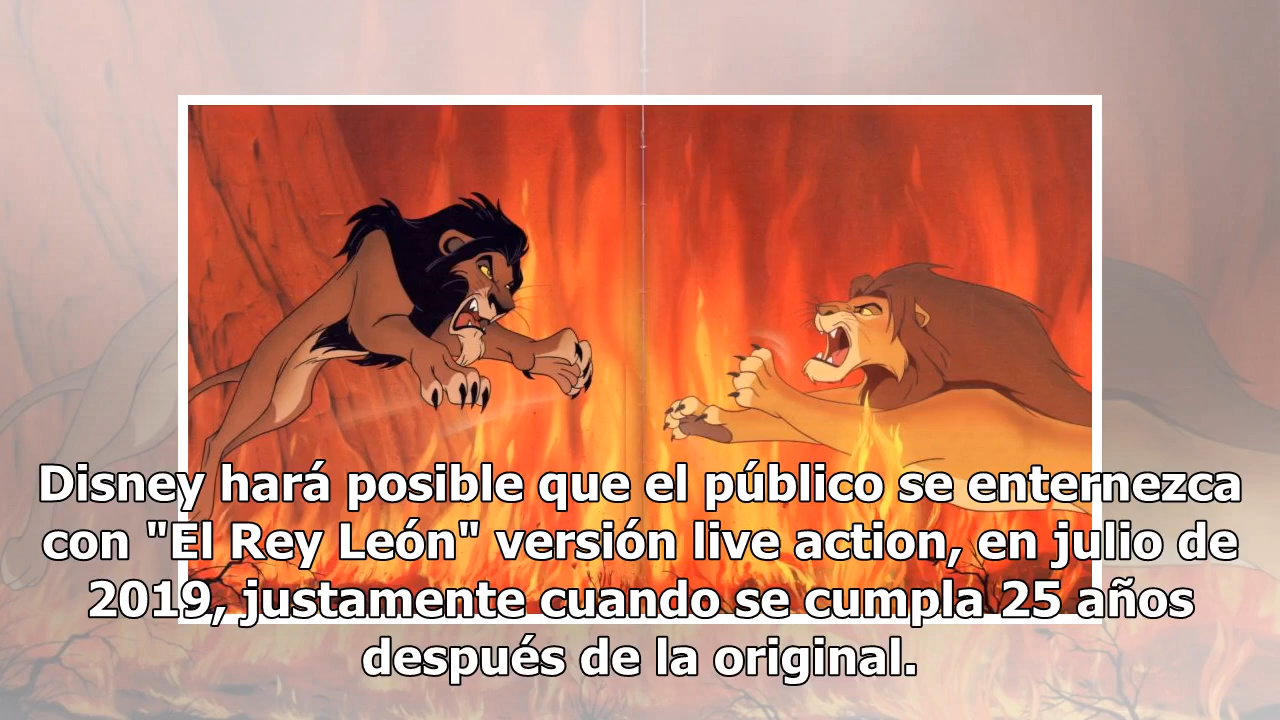 Disney hará posible que el público se enternezca
con "El Rey León" versión live action, en julio de
2019, justamente cuando se cumpla 25 años
después de la original.